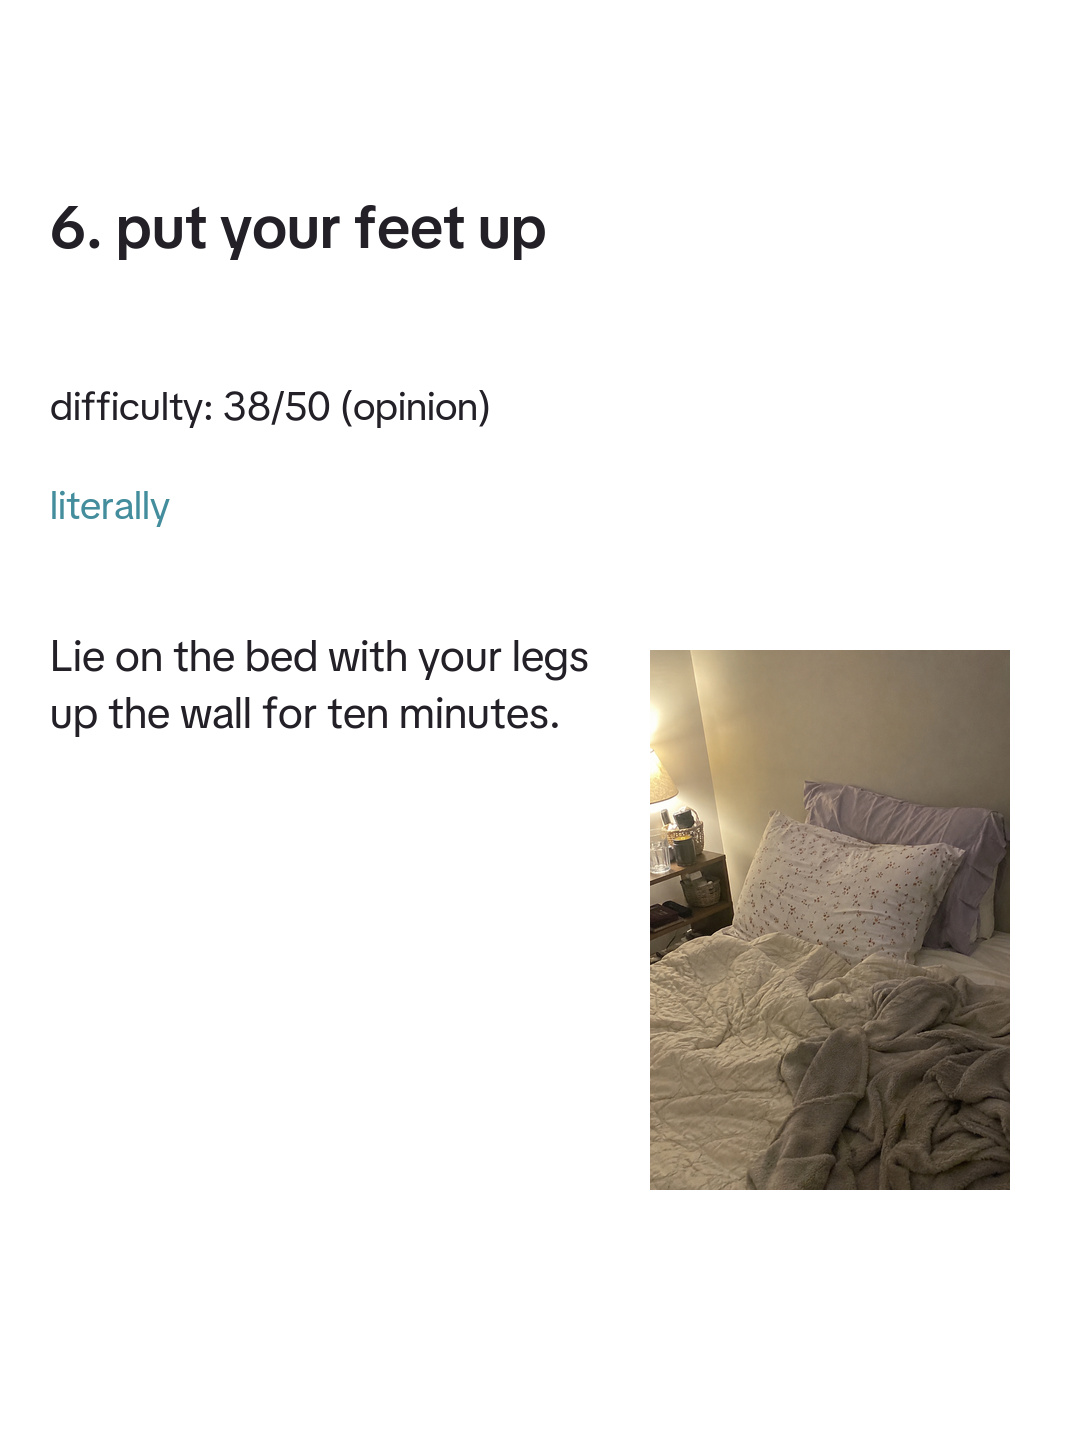 6. put your feet up
difficulty: 38/50 (opinion)
literally
Lie on the bed with your legs
up the wall for ten minutes.